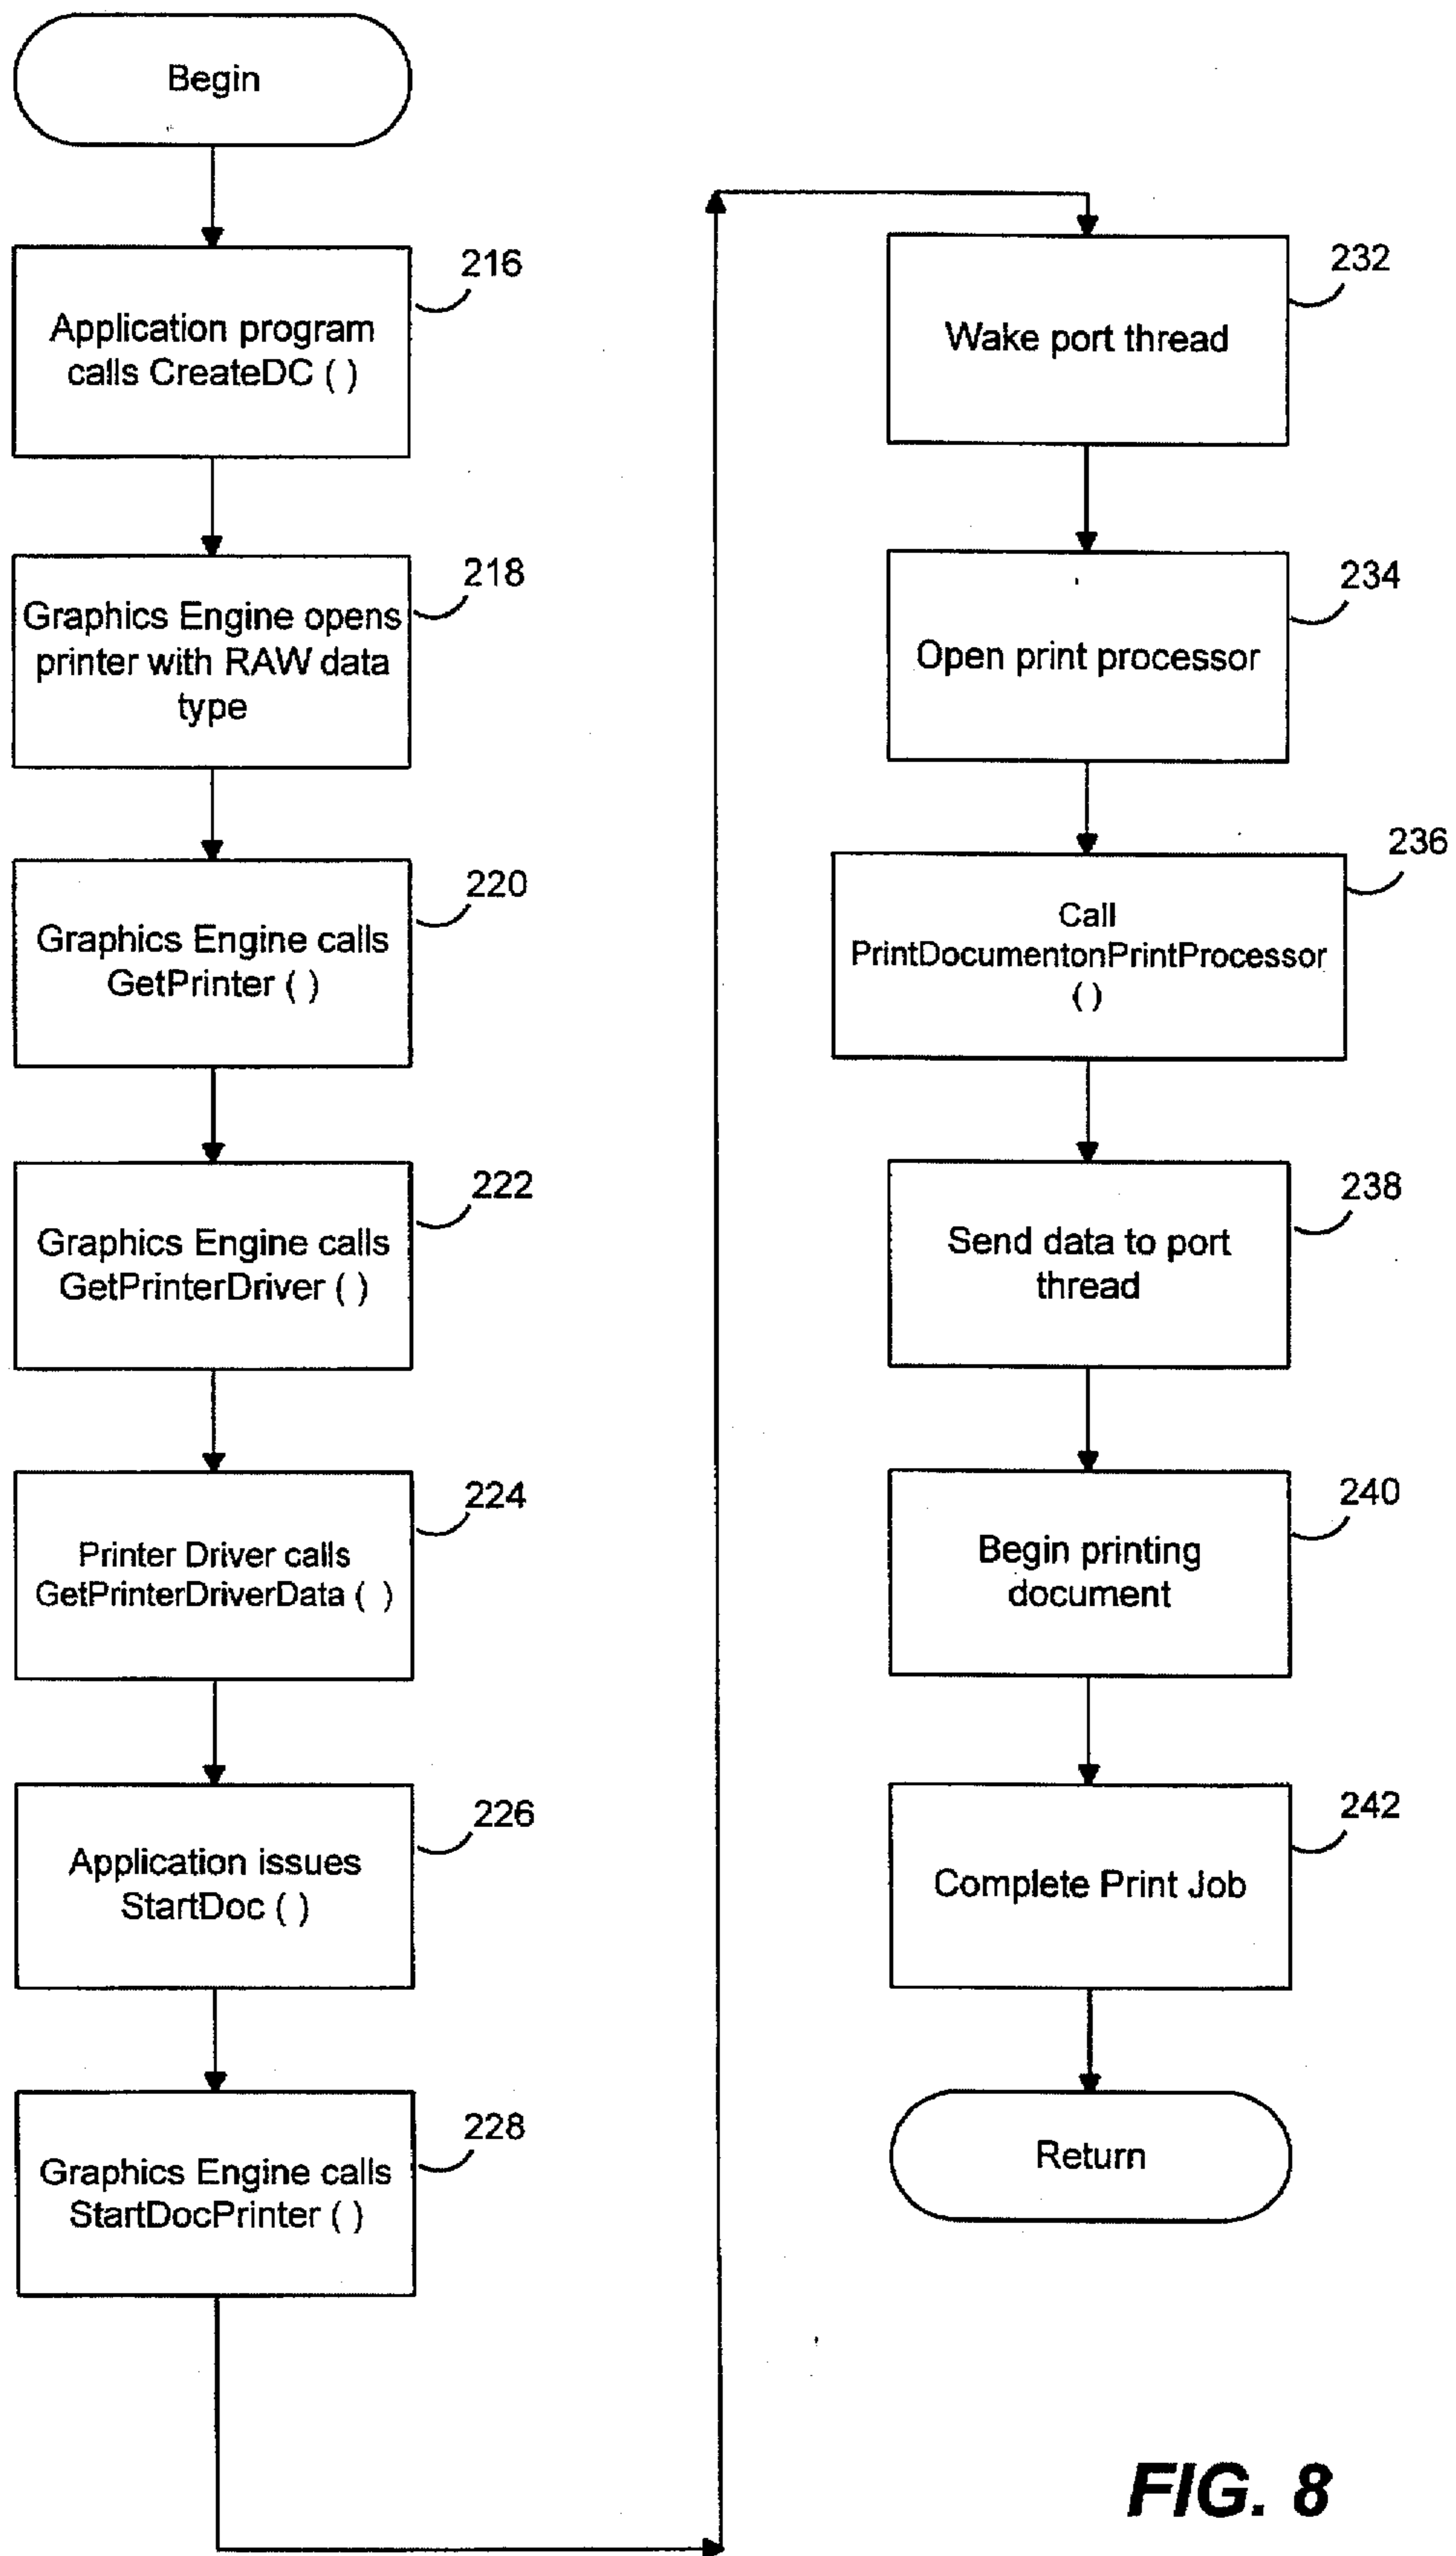 Begin
216
Application program
calls CreateDC ( )
218
Graphics Engine opens
printer with RAW data
type
220
Graphics Engine calls
GetPrinter ( )
222
Graphics Engine calls
GetPrinterDriver ( )
224
Printer Driver calls
GetPrinterDriverData ( )
226
Application issues
StartDoc ( )
228
Graphics Engine calls
StartDocPrinter ( )
232
Wake port thread
234
Open print processor
236
Call
PrintDocumentonPrintProcessor
( )
238
Send data to port
thread
240
Begin printing
document
242
Complete Print Job
Return
FIG. 8